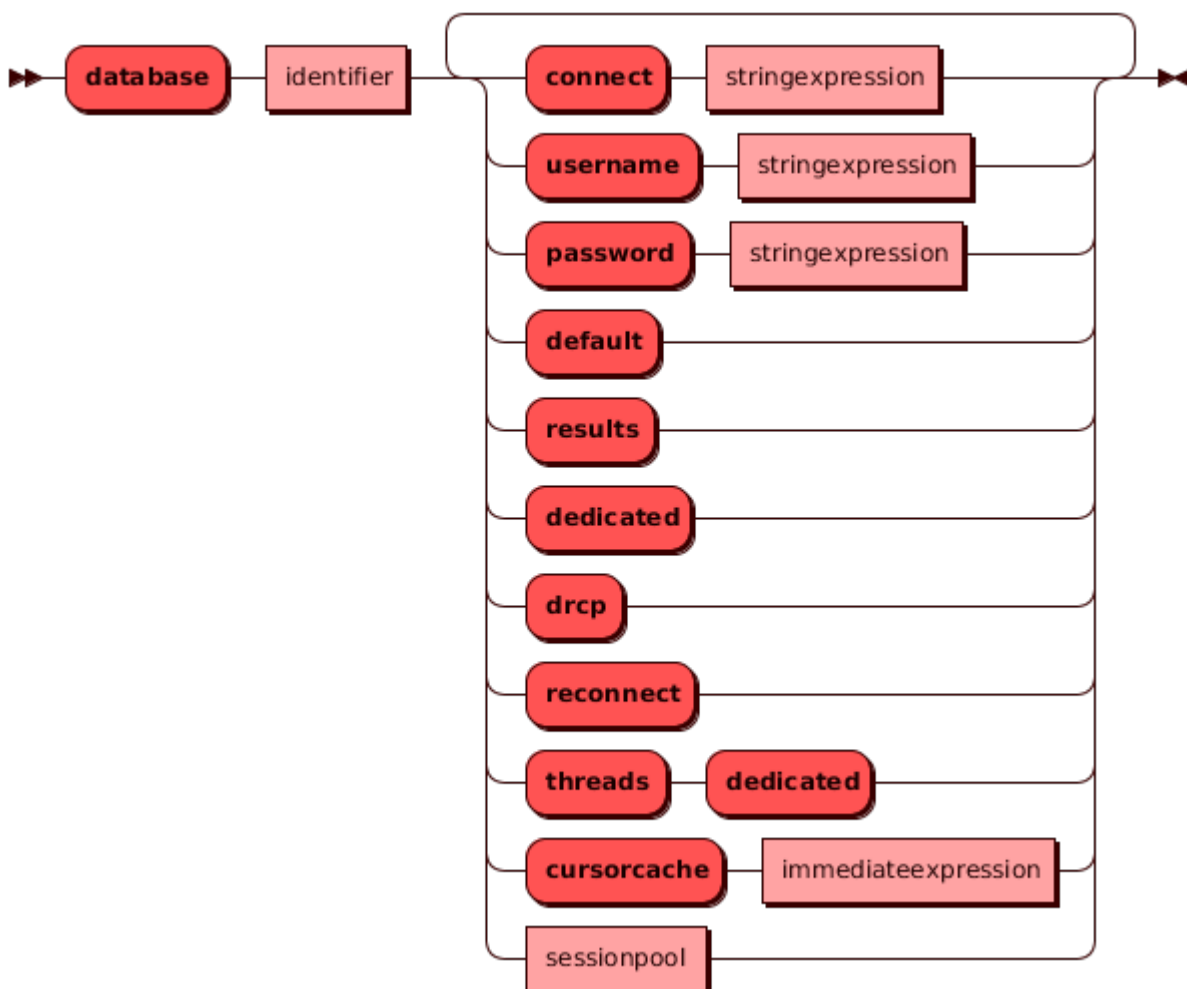 database identifier connect stringexpression
username stringexpression
password stringexpression
default
results
dedicated
drcp
reconnect
threads dedicated
cursorcache immediateexpression
sessionpool